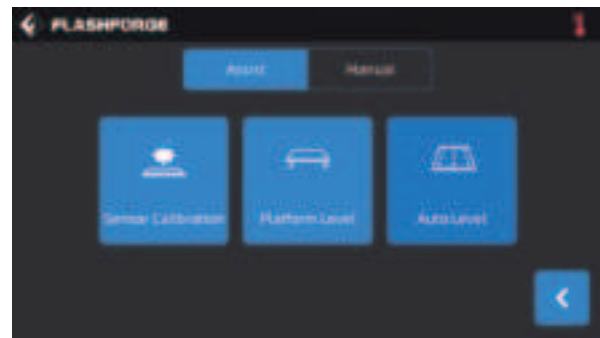 FLASHFORGE
Assist Manual
Sensor Calibration Platform Level Auto Level